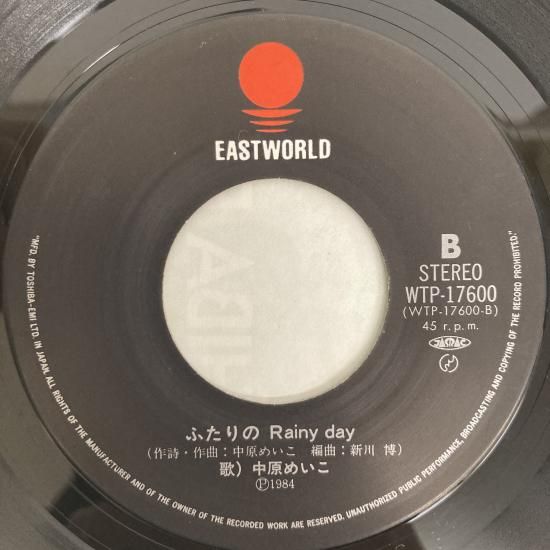 EASTWORLD
B
STEREO
WTP-17600
(WTP-17600-B)
45 r.p.m.
JASRAC
ふたりの Rainy day
(作詩・作曲:中原めいこ 編曲:新川 博)
歌) 中原めいこ
Ⓟ1984
"MFD. BY TOSHIBA-EMI LTD. IN JAPAN. ALL RIGHTS OF THE MANUFACTURER AND OF THE OWNER OF THE RECORDED WORK ARE RESERVED. UNAUTHORIZED PUBLIC PERFORMANCE, BROADCASTING AND COPYING OF THE RECORD PROHIBITED."